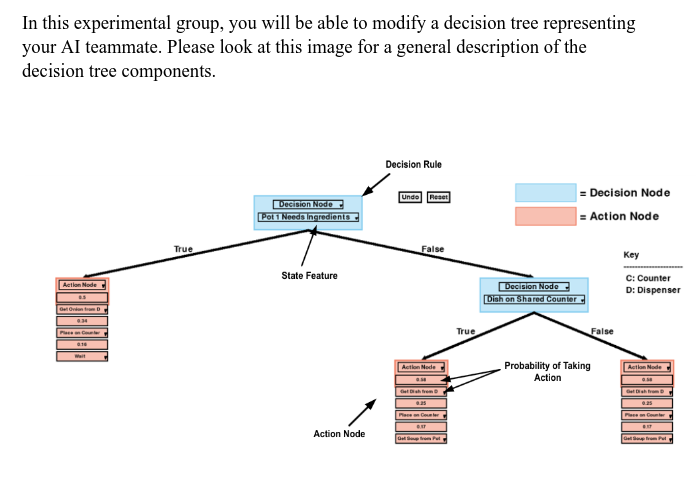 In this experimental group, you will be able to modify a decision tree representing
your AI teammate. Please look at this image for a general description of the
decision tree components.
Decision Rule
Undo Reset
= Decision Node
= Action Node
Decision Node
Pot 1 Needs Ingredients
True
False
State Feature
Key
C: Counter
D: Dispenser
Action Node
0.5
Get Onion from D
0.34
Place on Counter
0.16
Wait
Decision Node
Dish on Shared Counter
True
False
Action Node
0.58
Get Dish from D
0.25
Place on Counter
0.17
Get Soup from Pot
Probability of Taking
Action
Action Node
0.58
Get Dish from D
0.25
Place on Counter
0.17
Get Soup from Pot
Action Node